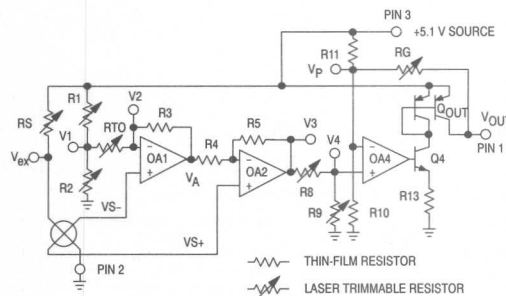 PIN 3
+5.1 V SOURCE
R11
RG
VP
RS
R1
V2
R3
QOUT
VOUT
PIN 1
V1
RTO
R5
V3
V4
Vex
OA1
R4
OA2
OA4
Q4
R2
VA
R8
R13
VS−
R9
R10
VS+
THIN-FILM RESISTOR
PIN 2
LASER TRIMMABLE RESISTOR